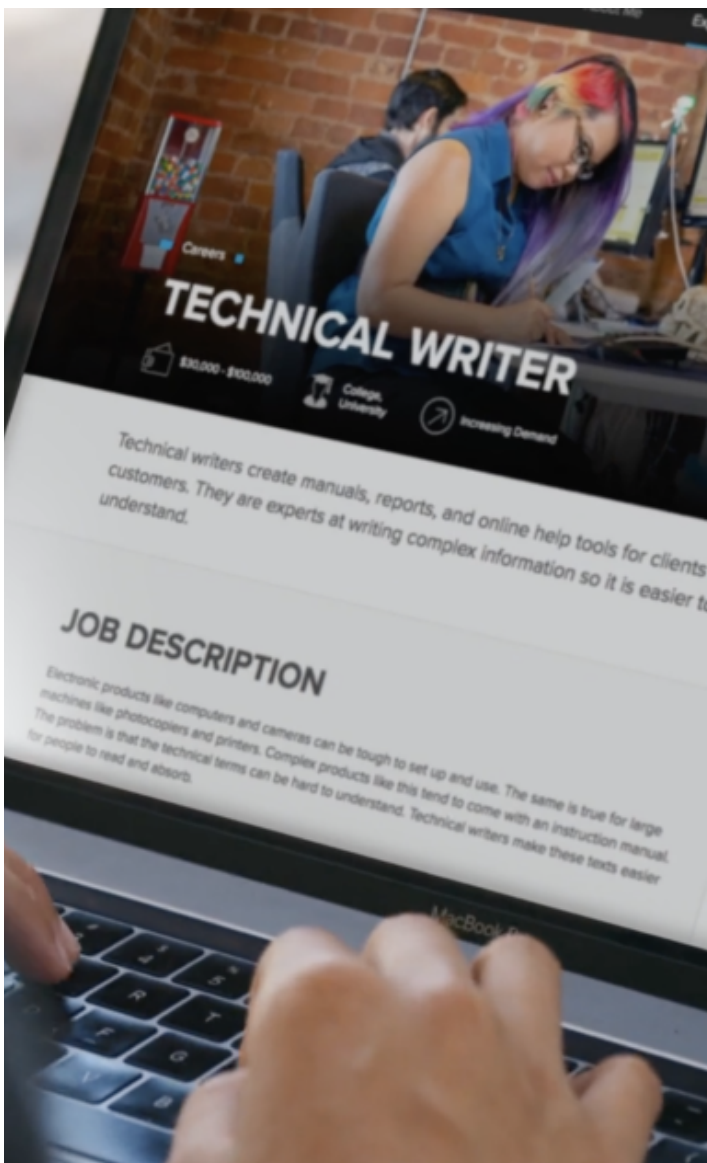 Careers
TECHNICAL WRITER
$30,000 - $100,000
College,
University
Increasing Demand
Technical writers create manuals, reports, and online help tools for clients
customers. They are experts at writing complex information so it is easier to
understand.
JOB DESCRIPTION
Electronic products like computers and cameras can be tough to set up and use. The same is true for large
machines like photocopiers and printers. Complex products like this tend to come with an instruction manual.
The problem is that the technical terms can be hard to understand. Technical writers make these texts easier
for people to read and absorb.
MacBook
4 5
R T
F G
V B